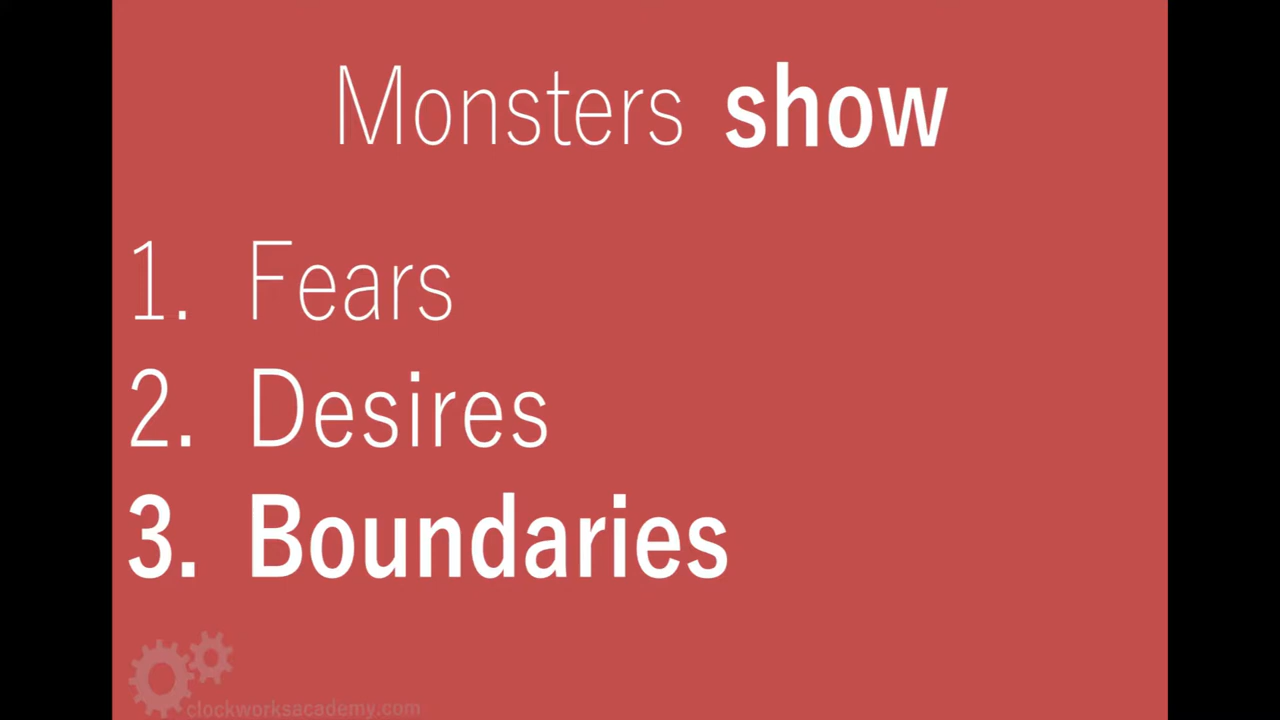 Monsters show
1. Fears
2. Desires
3. Boundaries
clockworksacademy.com